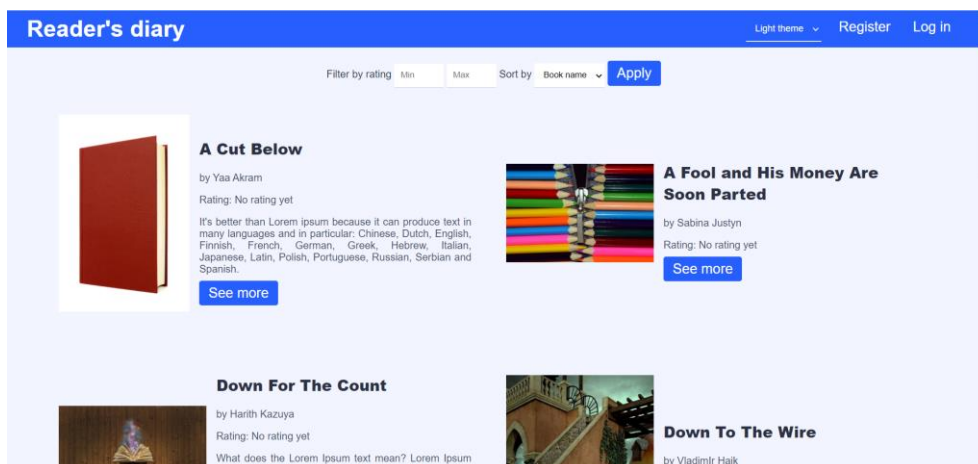 Reader's diary
Light theme
Register
Log in
Filter by rating Min Max Sort by Book name Apply
A Cut Below
by Yaa Akram
Rating: No rating yet
It's better than Lorem ipsum because it can produce text in
many languages and in particular: Chinese, Dutch, English,
Finnish, French, German, Greek, Hebrew, Italian,
Japanese, Latin, Polish, Portuguese, Russian, Serbian and
Spanish.
See more
A Fool and His Money Are
Soon Parted
by Sabina Justyn
Rating: No rating yet
See more
Down For The Count
by Harith Kazuya
Rating: No rating yet
What does the Lorem Ipsum text mean? Lorem Ipsum
Down To The Wire
by VladimIr Haik